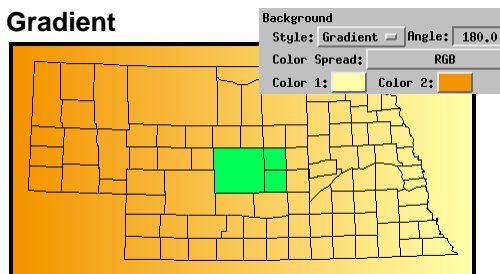 Gradient
Background
Style: Gradient Angle: 180.0
Color Spread: RGB
Color 1: Color 2: